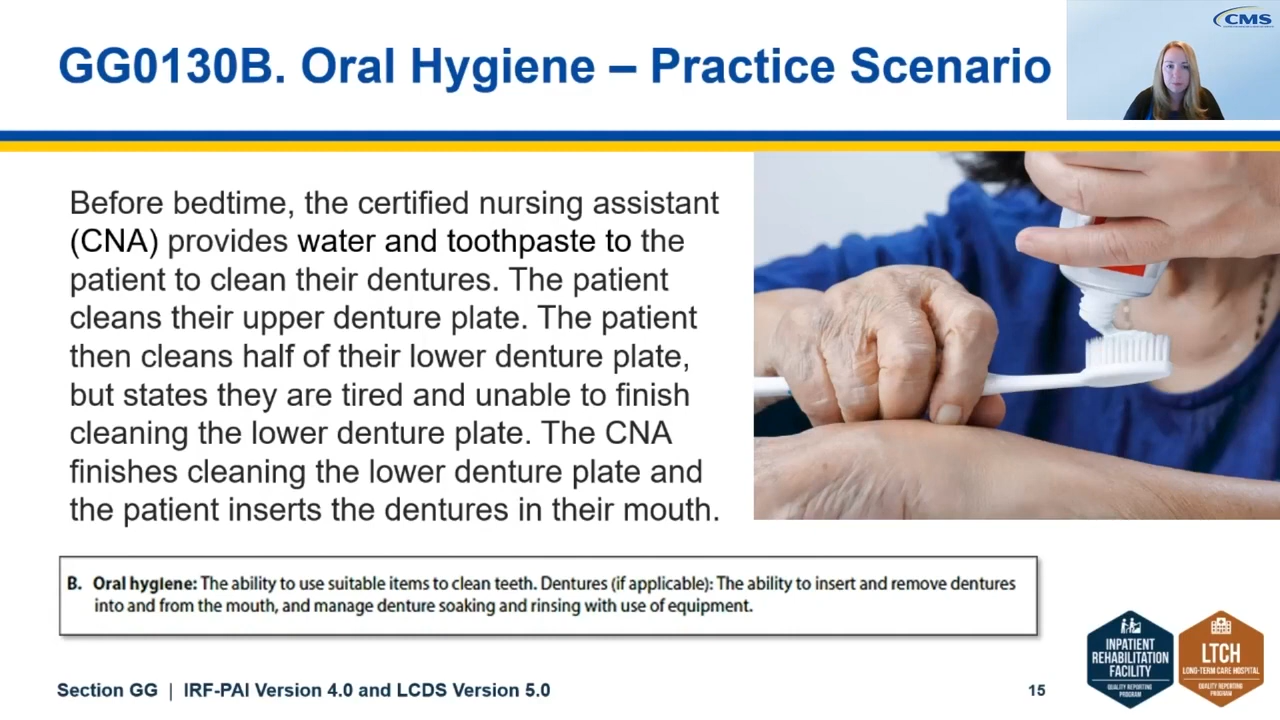 GG0130B. Oral Hygiene – Practice Scenario
CMS
Before bedtime, the certified nursing assistant
(CNA) provides water and toothpaste to the
patient to clean their dentures. The patient
cleans their upper denture plate. The patient
then cleans half of their lower denture plate,
but states they are tired and unable to finish
cleaning the lower denture plate. The CNA
finishes cleaning the lower denture plate and
the patient inserts the dentures in their mouth.
B. Oral hygiene: The ability to use suitable items to clean teeth. Dentures (if applicable): The ability to insert and remove dentures
into and from the mouth, and manage denture soaking and rinsing with use of equipment.
INPATIENT
REHABILITATION
FACILITY
QUALITY REPORTING
PROGRAM
LTCH
LONG-TERM CARE HOSPITAL
QUALITY REPORTING
PROGRAM
Section GG | IRF-PAI Version 4.0 and LCDS Version 5.0
15